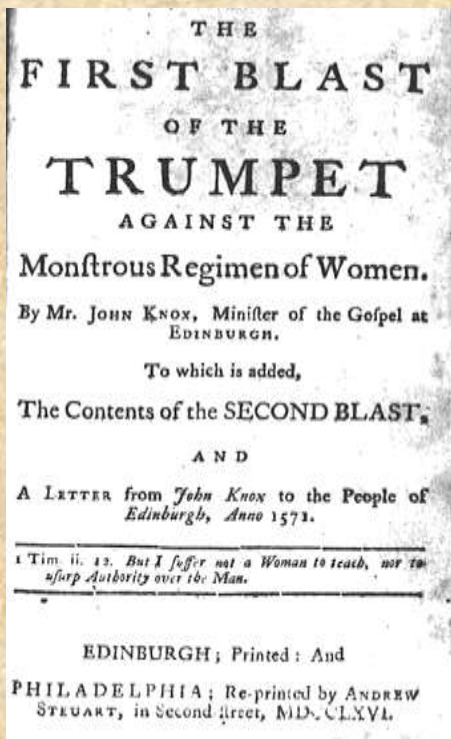 THE
FIRST BLAST
OF THE
TRUMPET
AGAINST THE
Monſtrous Regimen of Women.
By Mr. JOHN KNOX, Miniſter of the Goſpel at
EDINBURGH.
To which is added,
The Contents of the SECOND BLAST,
AND
A LETTER from John Knox to the People of
Edinburgh, Anno 1571.
1 Tim. ii. 12. But I ſuffer not a Woman to teach, nor to
uſurp Authority over the Man.
EDINBURGH; Printed: And
PHILADELPHIA; Re-printed by ANDREW
STEUART, in Second ſtreet, MDCCLXVI.